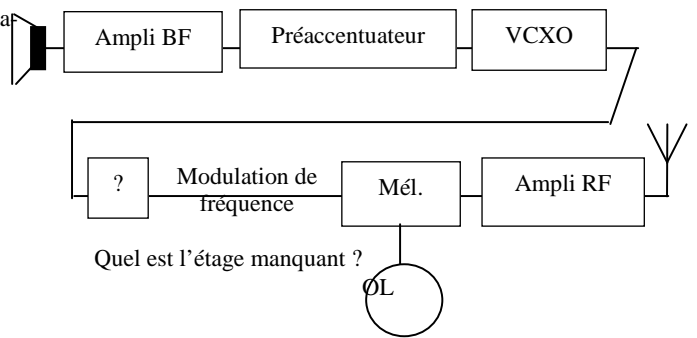 a-
Ampli BF
Préaccentuateur
VCXO
?
Modulation de
fréquence
Mél.
Ampli RF
Quel est l’étage manquant ?
OL